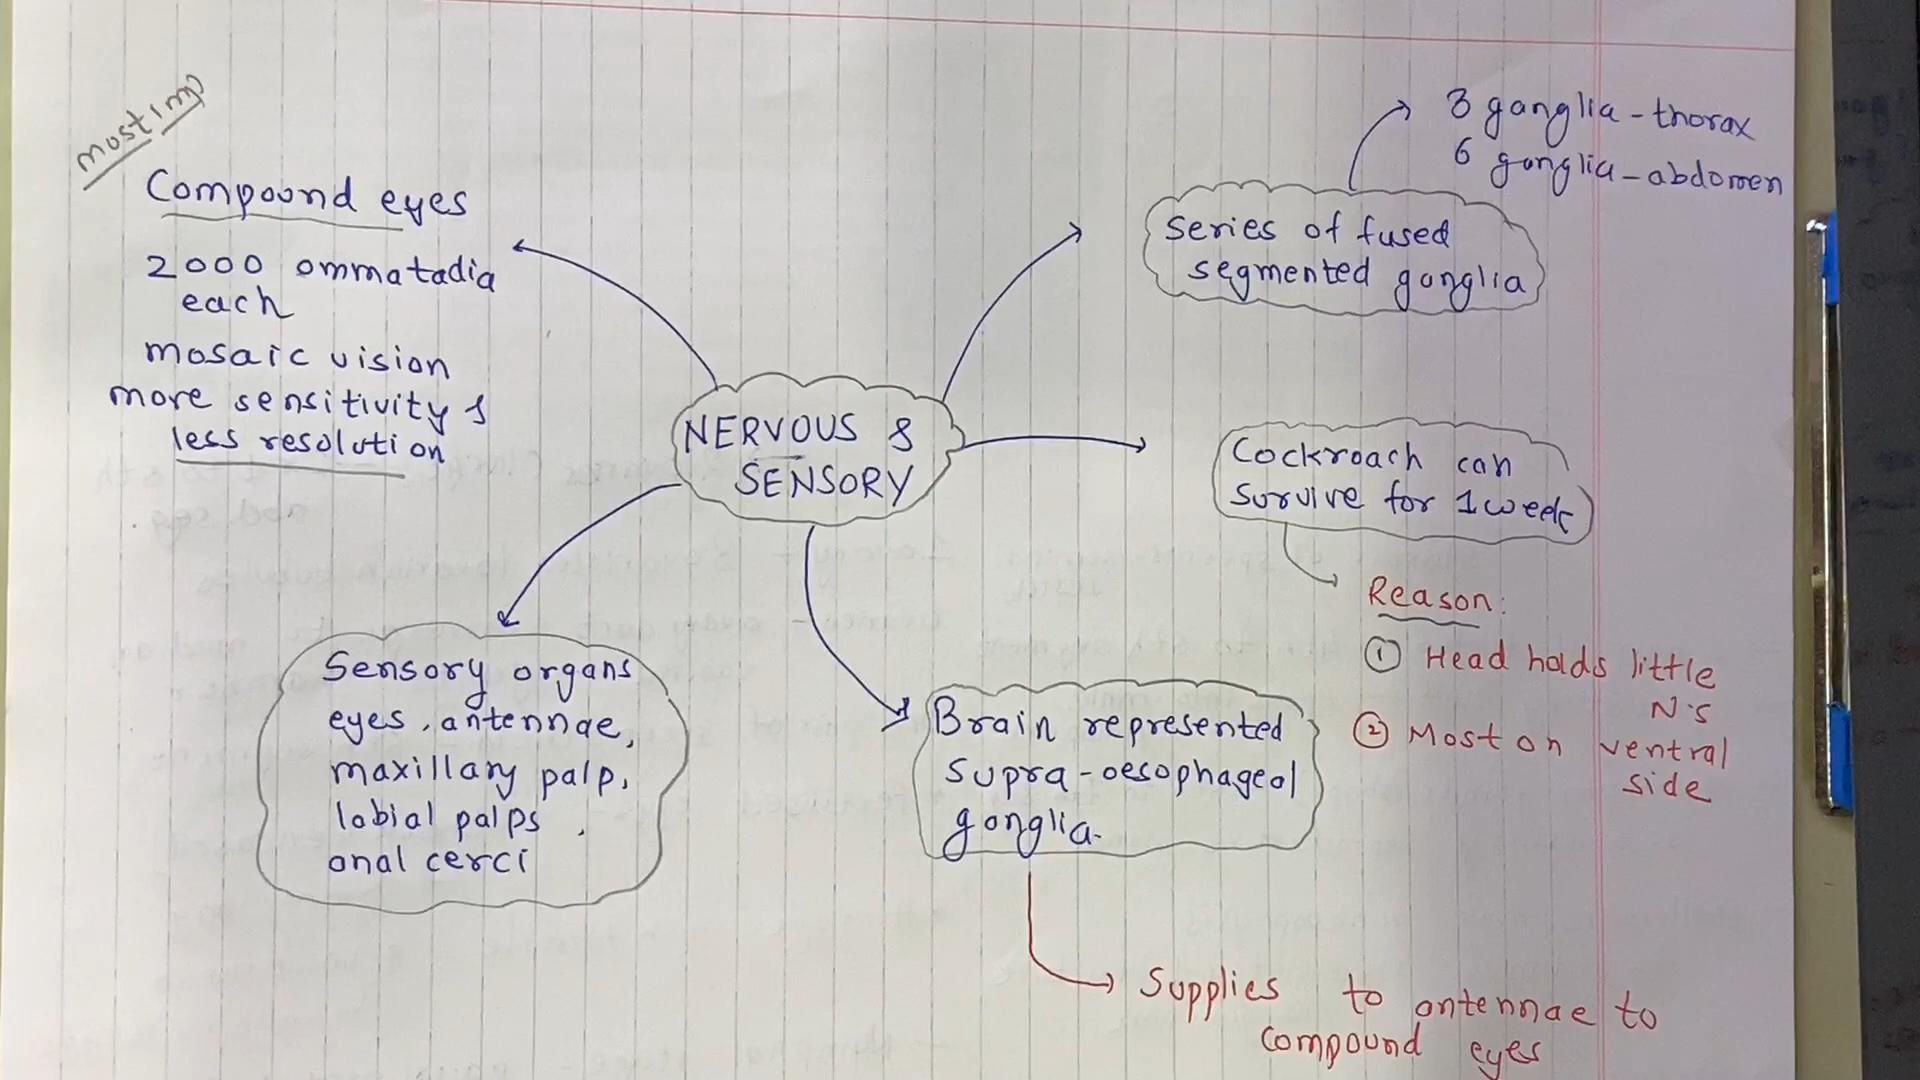 most imp
Compound eyes
2000 ommatadia
each
mosaic vision
more sensitivity &
less resolution
NERVOUS &
SENSORY
3 ganglia - thorax
6 ganglia - abdomen
series of fused
segmented ganglia
Cockroach can
survive for 1 week
Reason:
① Head holds little
N.S
② Most on ventral
side
Sensory organs
eyes, antennae,
maxillary palp,
labial palps,
anal cerci
Brain represented
supra-oesophageal
ganglia.
Supplies to antennae to
compound eyes